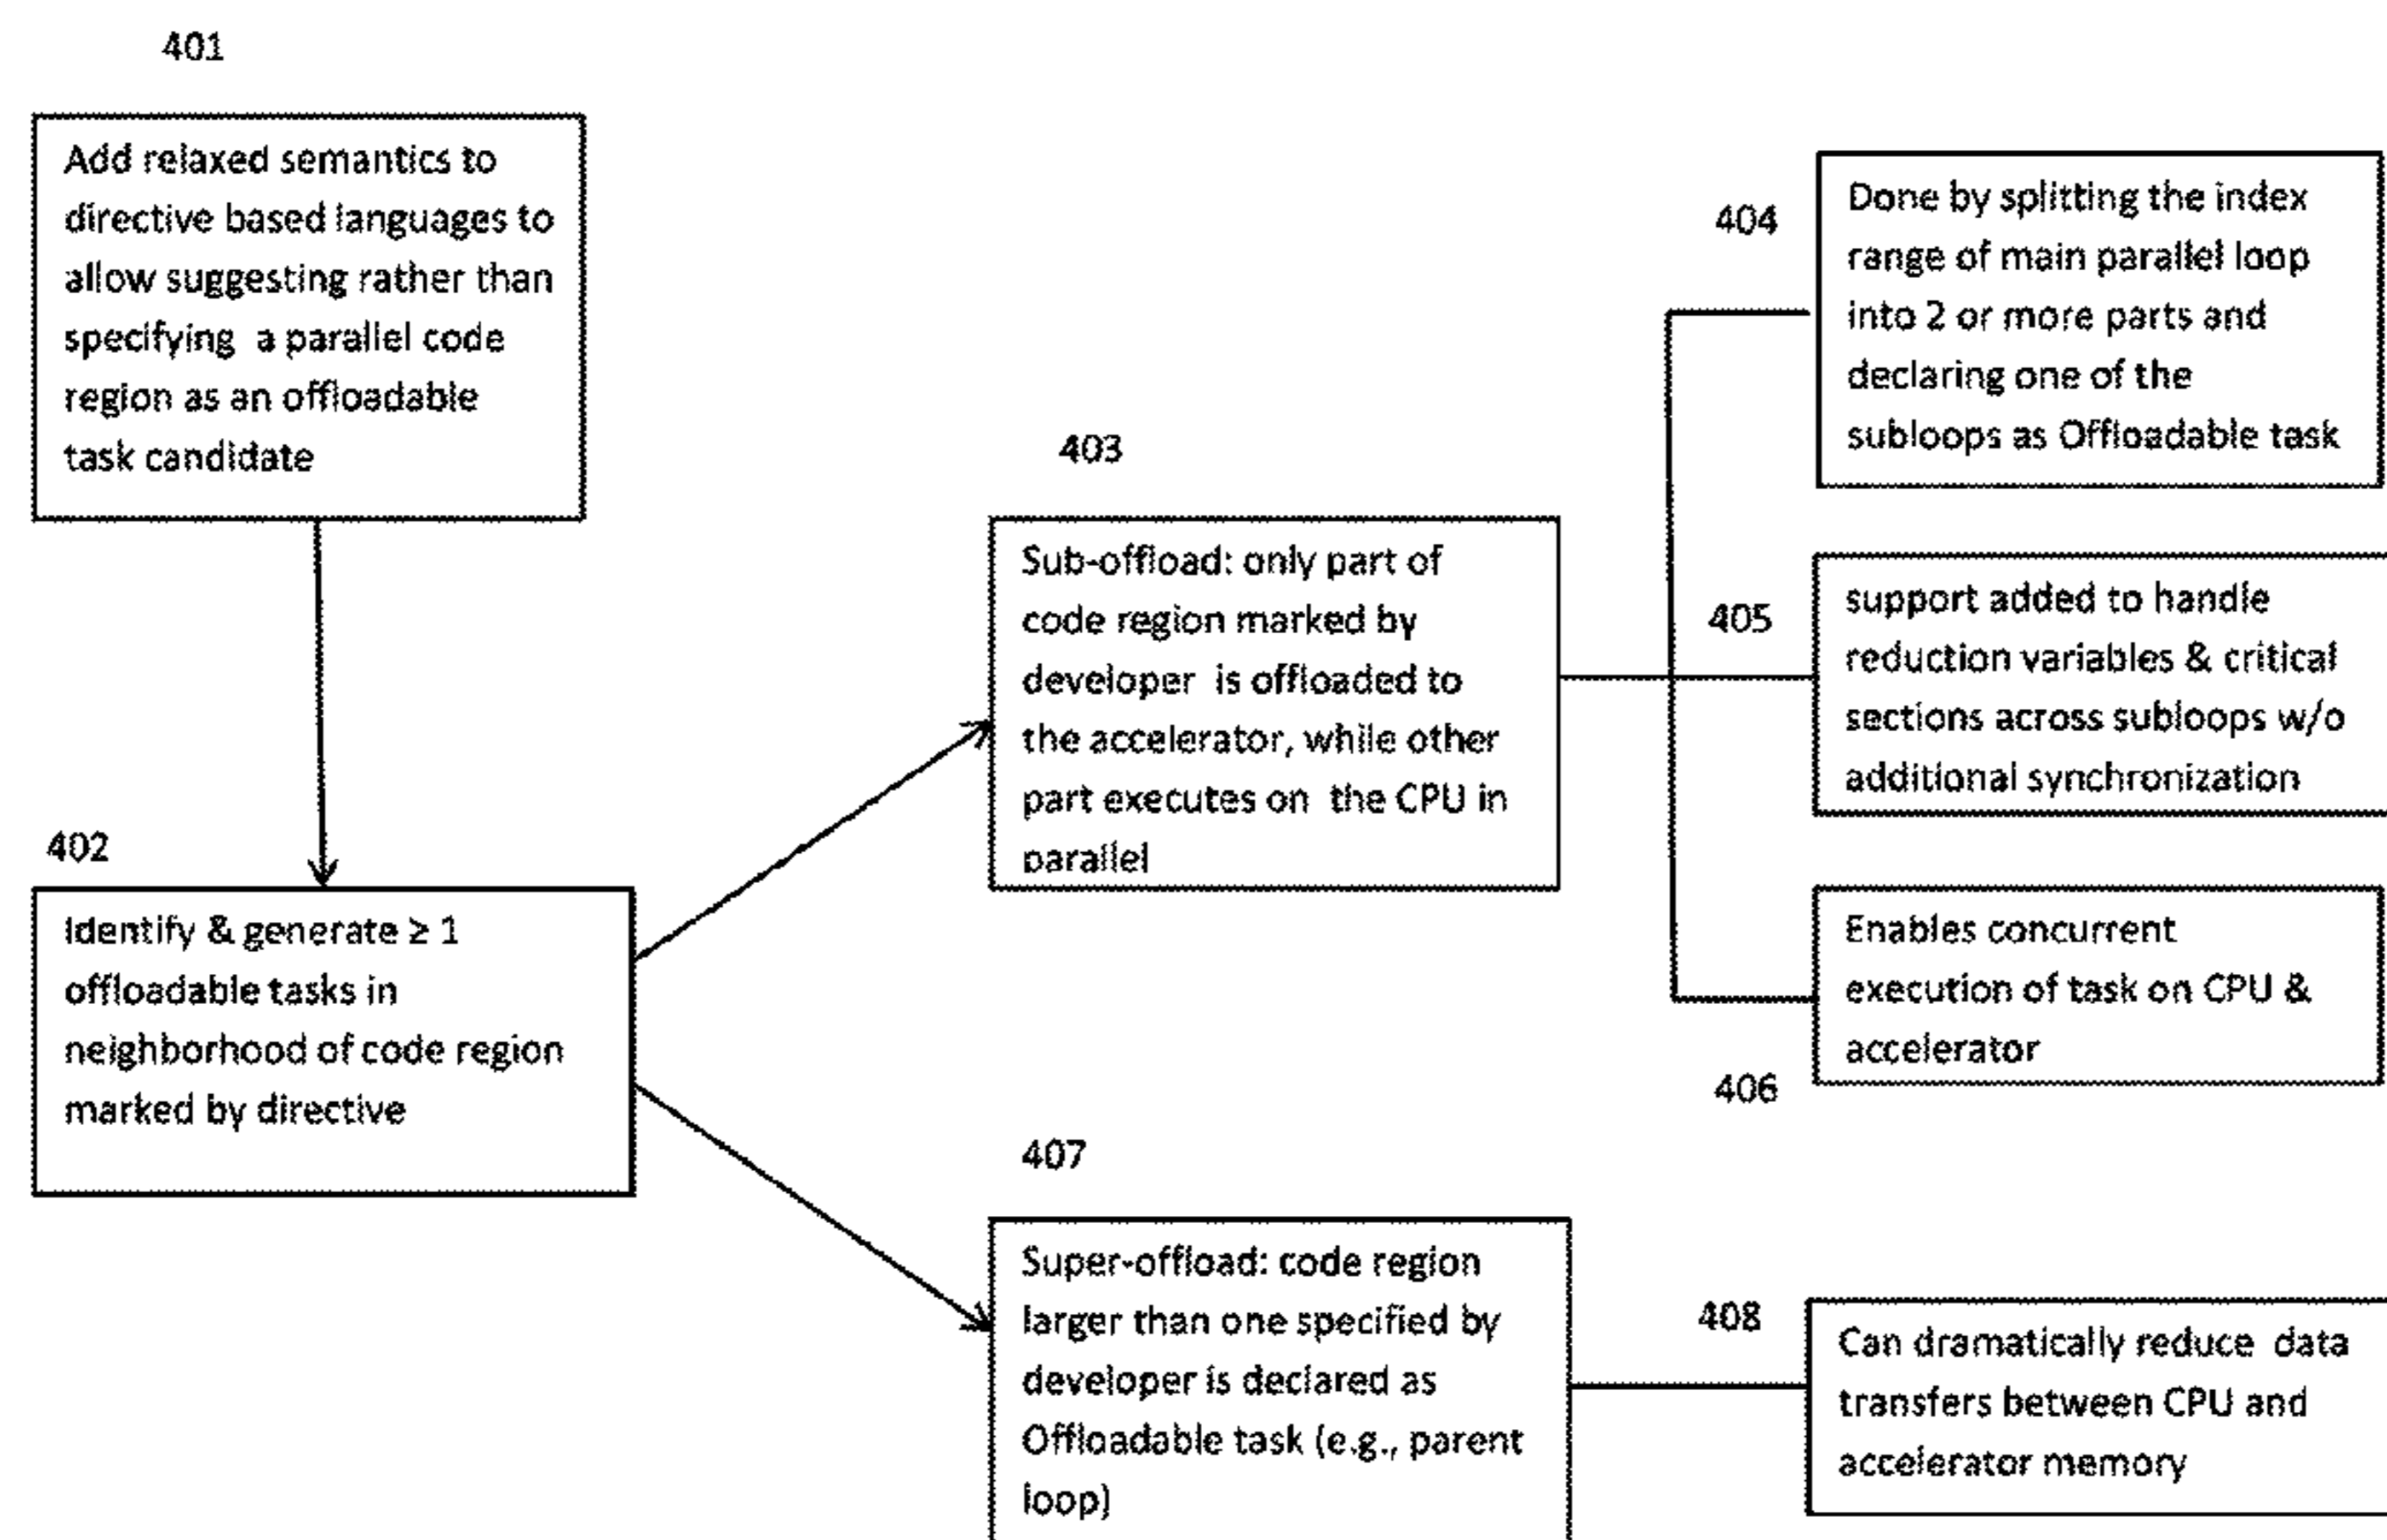 401
Add relaxed semantics to
directive based languages to
allow suggesting rather than
specifying a parallel code
region as an offloadable
task candidate
402
Identify & generate ≥ 1
offloadable tasks in
neighborhood of code region
marked by directive
403
Sub-offload: only part of
code region marked by
developer is offloaded to
the accelerator, while other
part executes on the CPU in
parallel
404
Done by splitting the index
range of main parallel loop
into 2 or more parts and
declaring one of the
subloops as Offloadable task
405
support added to handle
reduction variables & critical
sections across subloops w/o
additional synchronization
Enables concurrent
execution of task on CPU &
accelerator
406
407
Super-offload: code region
larger than one specified by
developer is declared as
Offloadable task (e.g., parent
loop)
408
Can dramatically reduce data
transfers between CPU and
accelerator memory